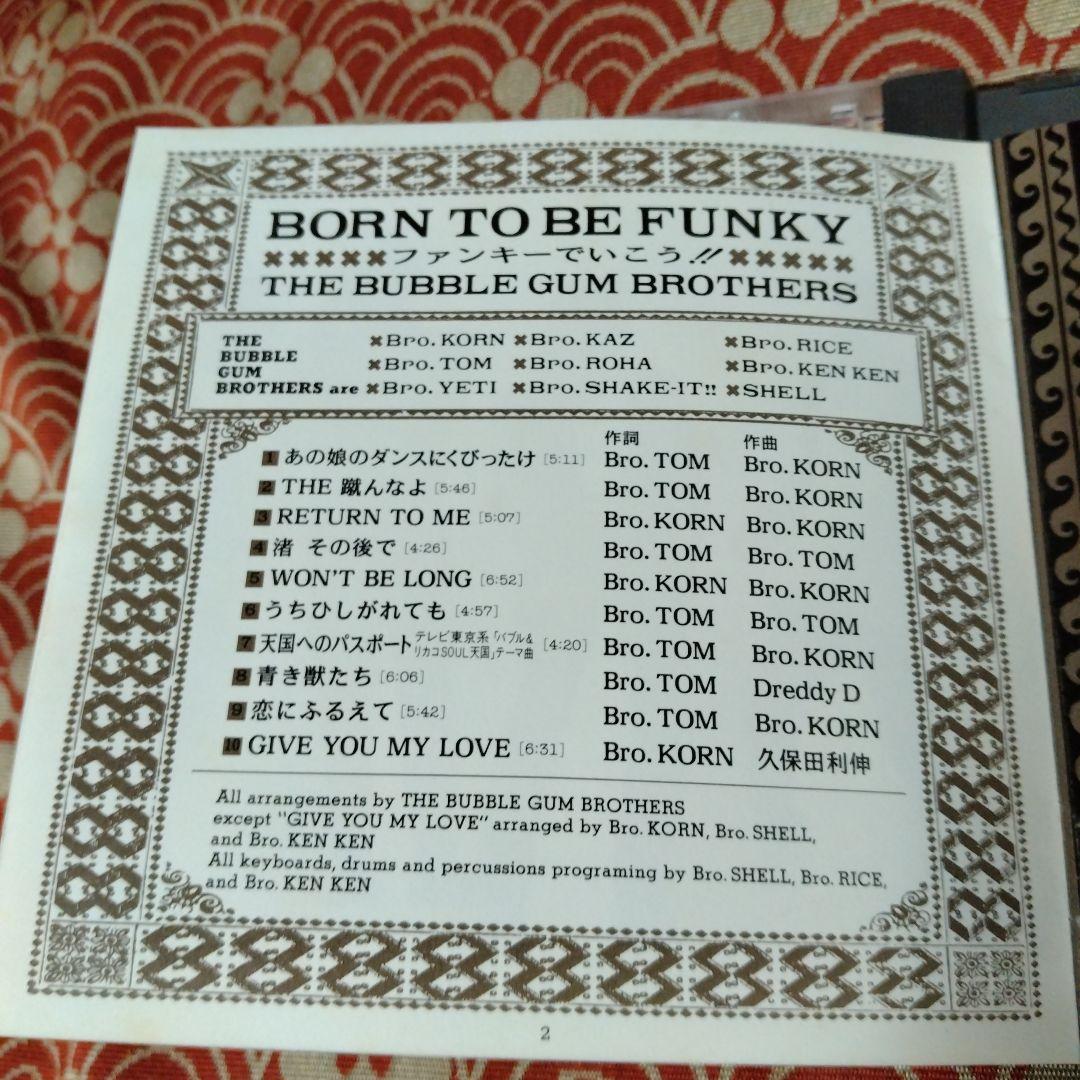 BORN TO BE FUNKY
ファンキーでいこう!!
THE BUBBLE GUM BROTHERS
THE BUBBLE GUM BROTHERS are
Bro. KORN Bro. KAZ Bro. RICE
Bro. TOM Bro. ROHA Bro. KEN KEN
Bro. YETI Bro. SHAKE-IT!! SHELL
作詞 作曲
1 あの娘のダンスにくびったけ [5:11] Bro. TOM Bro. KORN
2 THE 蹴んなよ [5:46] Bro. TOM Bro. KORN
3 RETURN TO ME [5:07] Bro. KORN Bro. KORN
4 渚 その後で [4:26] Bro. TOM Bro. TOM
5 WON'T BE LONG [6:52] Bro. KORN Bro. KORN
6 うちひしがれても [4:57] Bro. TOM Bro. TOM
7 天国へのパスポート テレビ東京系「バブル&リカコSOUL天国」テーマ曲 [4:20] Bro. TOM Bro. KORN
8 青き獣たち [6:06] Bro. TOM Dreddy D
9 恋にふるえて [5:42] Bro. TOM Bro. KORN
10 GIVE YOU MY LOVE [6:31] Bro. KORN 久保田利伸
All arrangements by THE BUBBLE GUM BROTHERS
except "GIVE YOU MY LOVE" arranged by Bro. KORN, Bro. SHELL,
and Bro. KEN KEN
All keyboards, drums and percussions programing by Bro. SHELL, Bro. RICE,
and Bro. KEN KEN
2